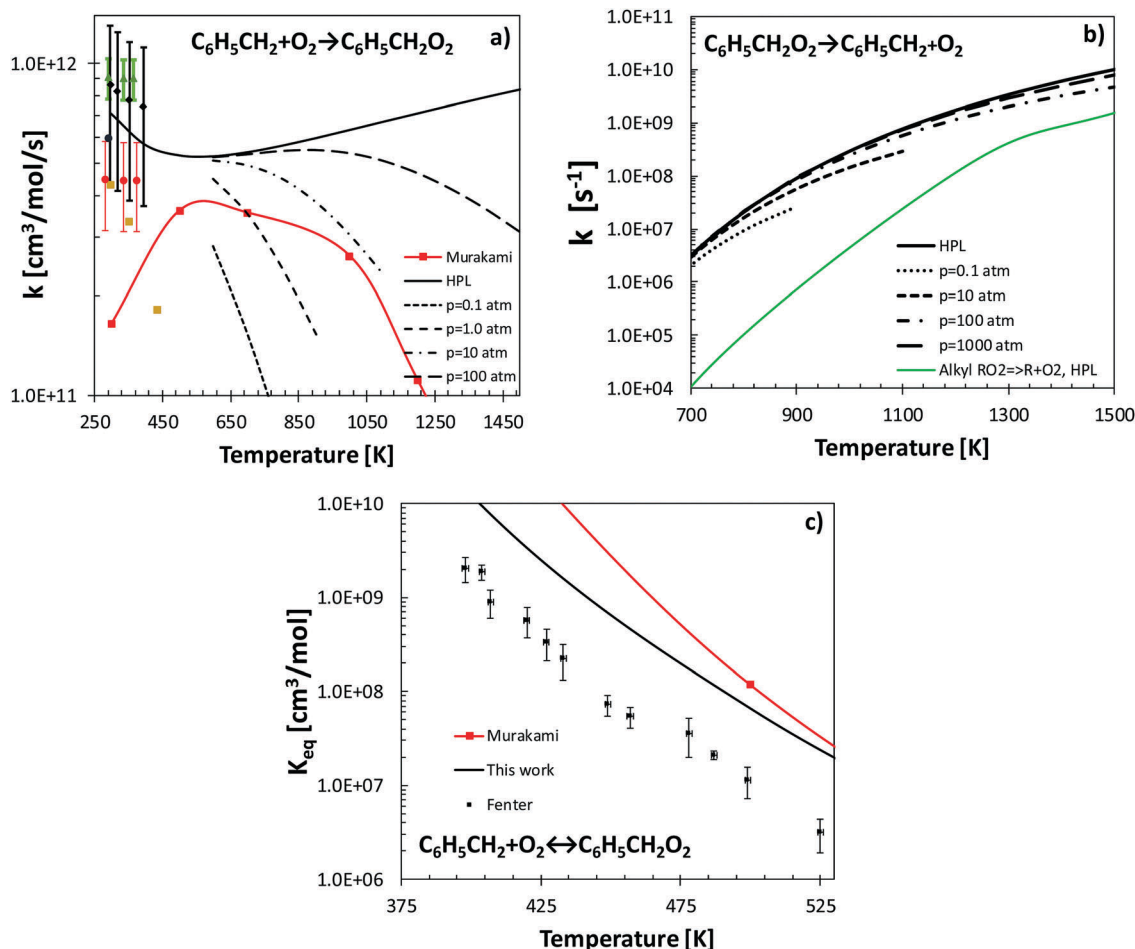 C₆H₅CH₂+O₂→C₆H₅CH₂O₂
a)
k [cm³/mol/s]
1.0E+12
1.0E+11
Murakami
HPL
p=0.1 atm
p=1.0 atm
p=10 atm
p=100 atm
250 450 650 850 1050 1250 1450
Temperature [K]
C₆H₅CH₂O₂→C₆H₅CH₂+O₂
b)
k [s⁻¹]
1.0E+11
1.0E+10
1.0E+09
1.0E+08
1.0E+07
1.0E+06
1.0E+05
1.0E+04
HPL
p=0.1 atm
p=10 atm
p=100 atm
p=1000 atm
Alkyl RO2=>R+O2, HPL
700 900 1100 1300 1500
Temperature [K]
c)
K_eq [cm³/mol]
1.0E+10
1.0E+09
1.0E+08
1.0E+07
1.0E+06
Murakami
This work
Fenter
C₆H₅CH₂+O₂↔C₆H₅CH₂O₂
375 425 475 525
Temperature [K]